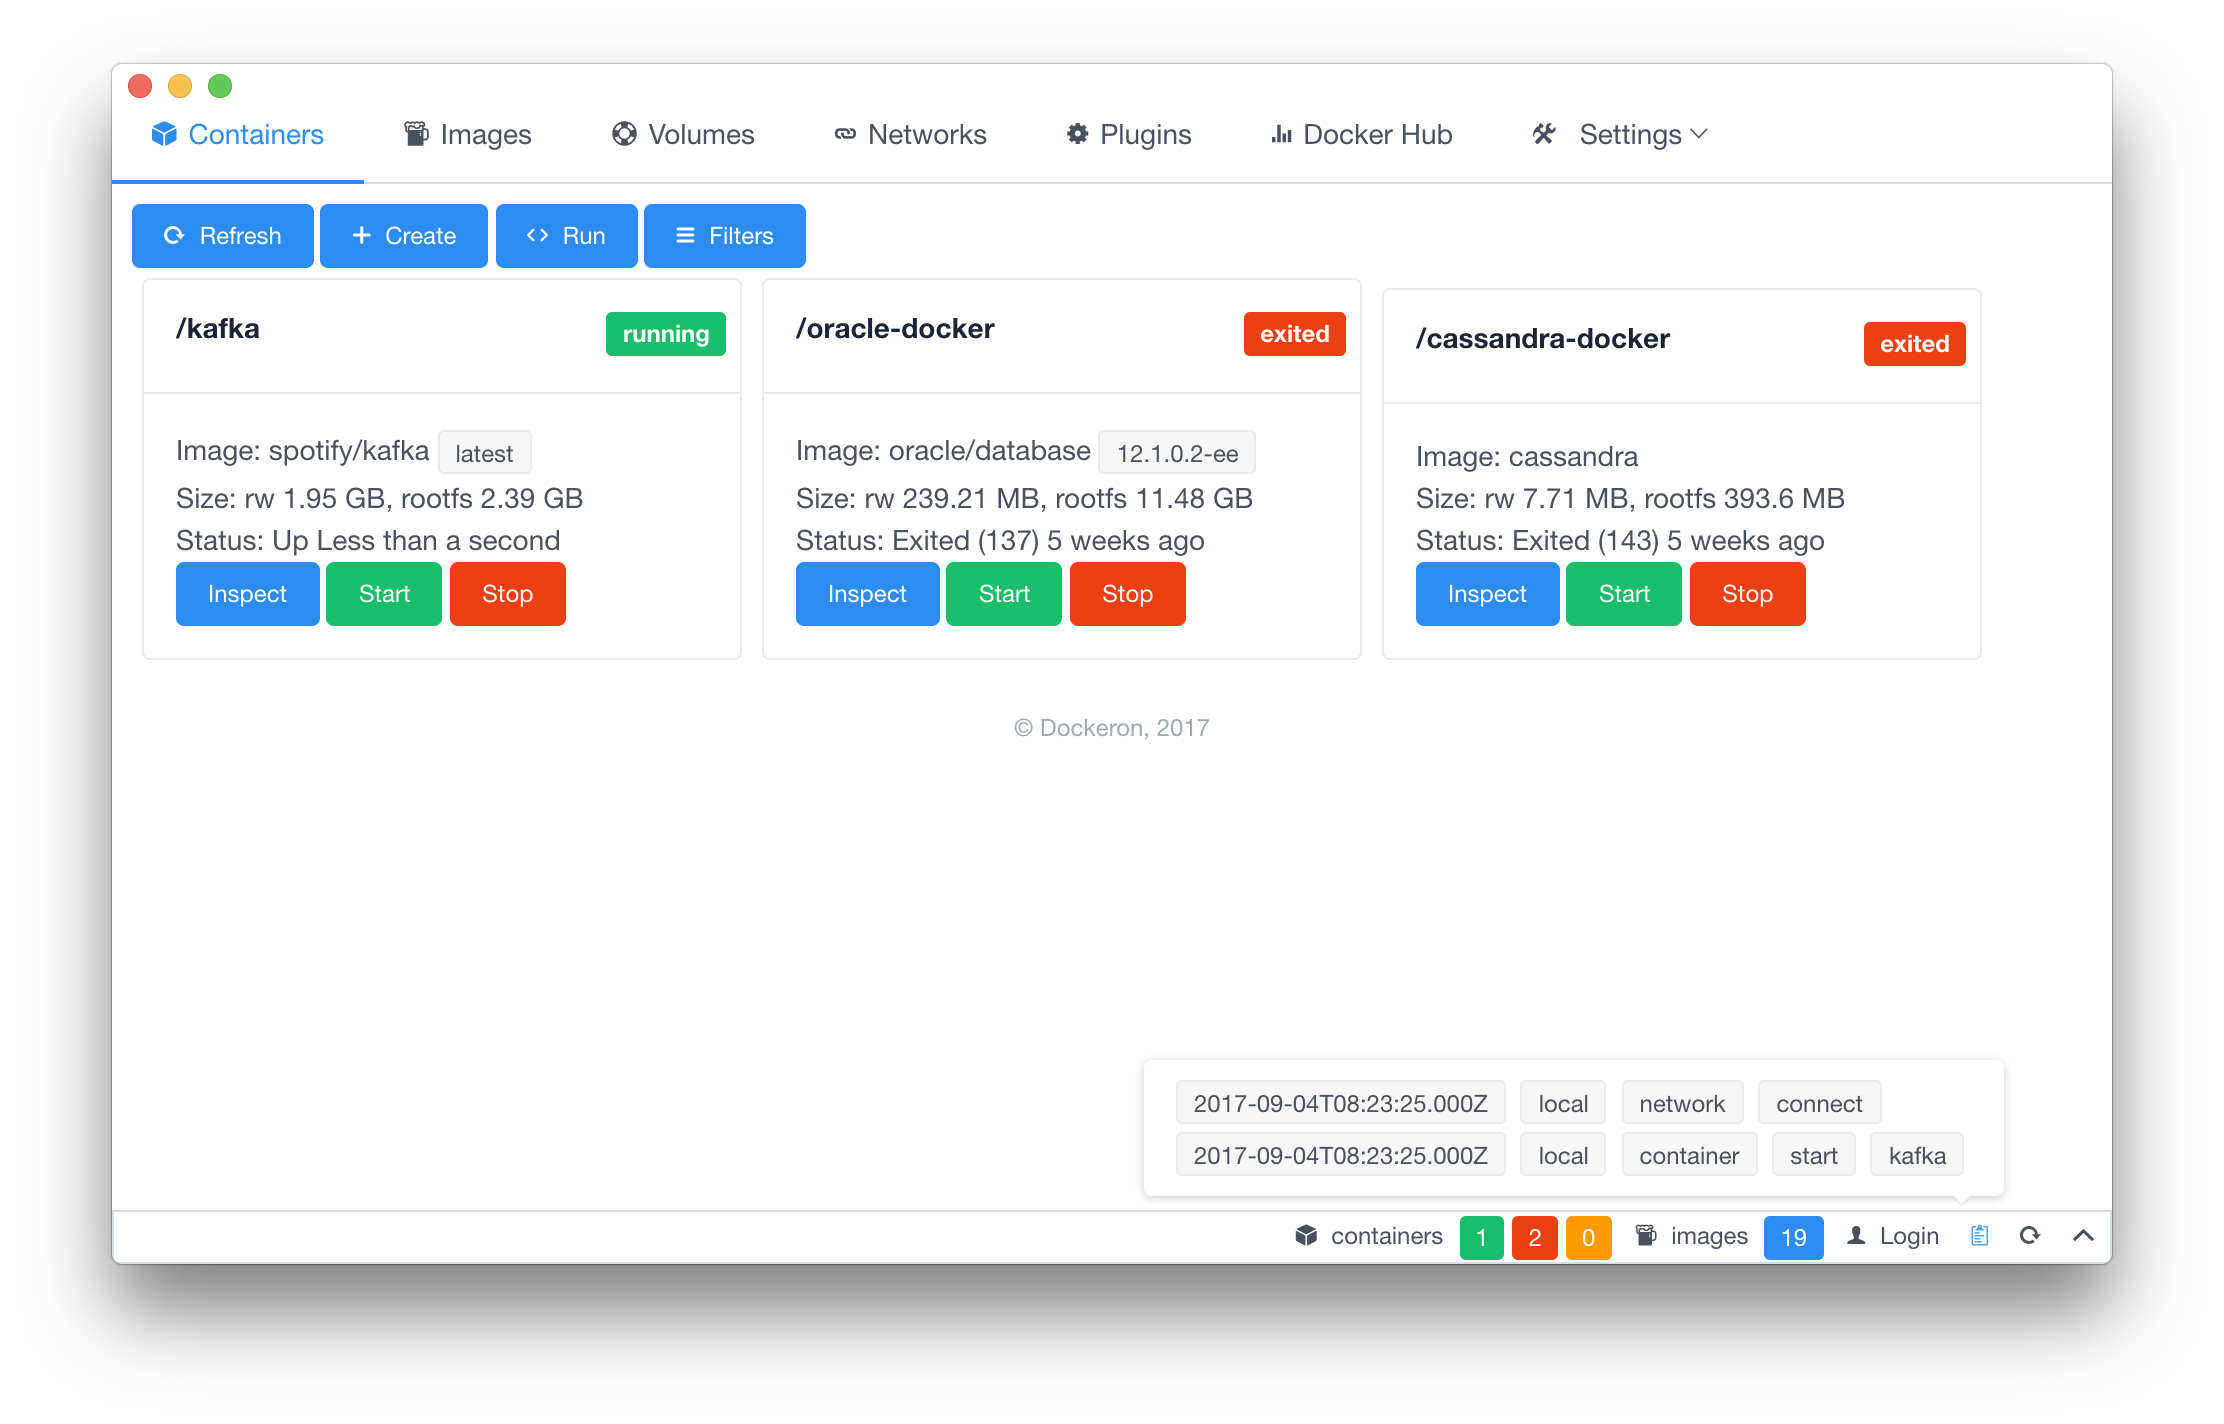 Containers Images Volumes Networks Plugins Docker Hub Settings
Refresh Create Run Filters
/kafka running
Image: spotify/kafka latest
Size: rw 1.95 GB, rootfs 2.39 GB
Status: Up Less than a second
Inspect Start Stop
/oracle-docker exited
Image: oracle/database 12.1.0.2-ee
Size: rw 239.21 MB, rootfs 11.48 GB
Status: Exited (137) 5 weeks ago
Inspect Start Stop
/cassandra-docker exited
Image: cassandra
Size: rw 7.71 MB, rootfs 393.6 MB
Status: Exited (143) 5 weeks ago
Inspect Start Stop
© Dockeron, 2017
2017-09-04T08:23:25.000Z local network connect
2017-09-04T08:23:25.000Z local container start kafka
containers 1 2 0 images 19 Login